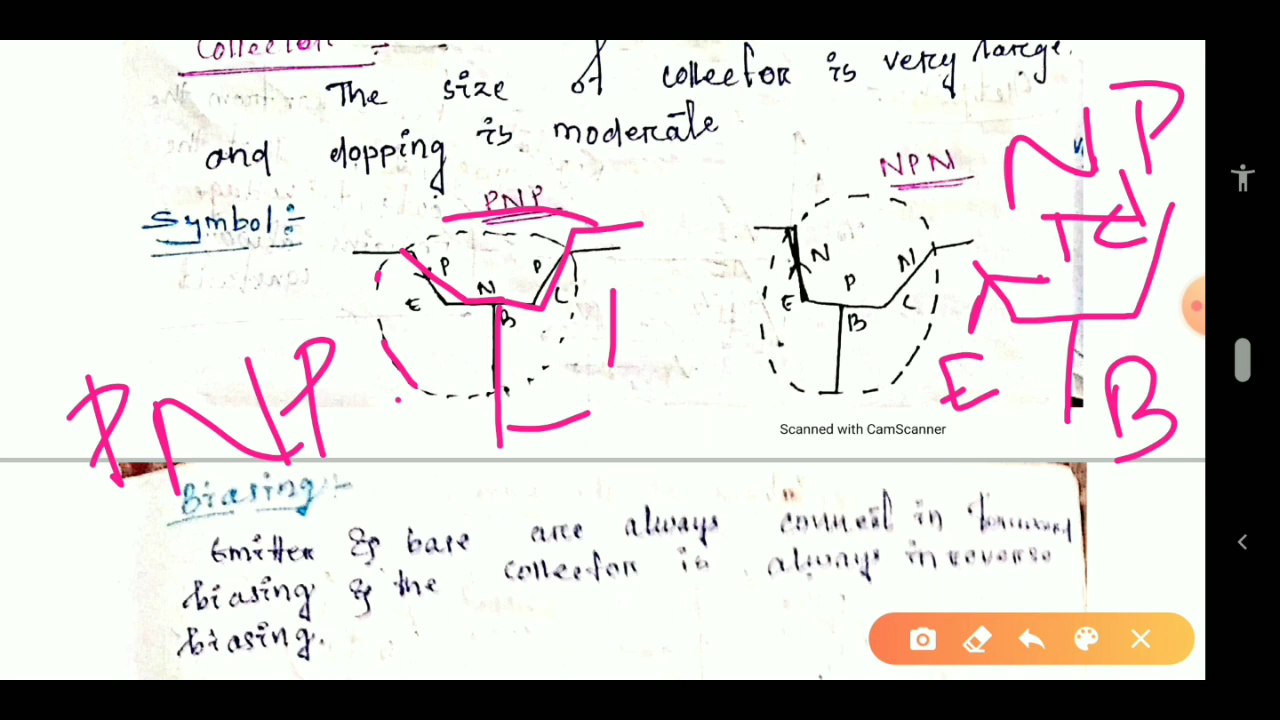 Collector :-
The size of collector is very large.
and dopping is moderate
Symbol :-
PNP
NPN
P N P
E B C
N P N
E B C
PNP
NP
E C B
Scanned with CamScanner
Biasing :-
Emitter & base are always connect in forward
biasing & the collector is always in reverse
biasing.